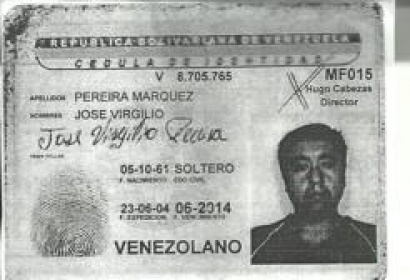 REPUBLICA BOLIVARIANA DE VENEZUELA
CEDULA DE IDENTIDAD
V 8.705.765
MF015
Hugo Cabezas
Director
APELLIDOS PEREIRA MARQUEZ
NOMBRES JOSE VIRGILIO
Jose Virgilio Pereira
05-10-61 SOLTERO
F. NACIMIENTO EDO CIVIL
23-06-04 06-2014
F. EXPEDICION F. VENCIMIENTO
VENEZOLANO